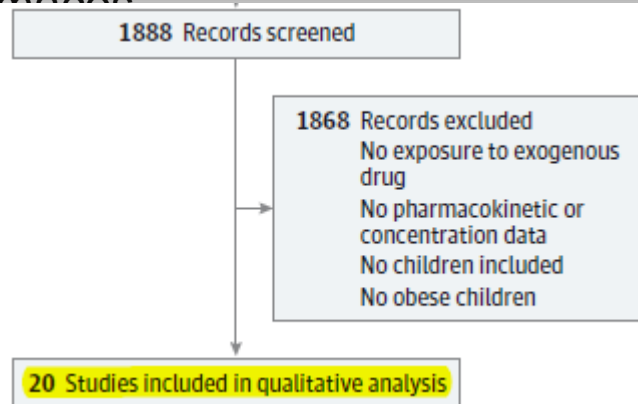 1888 Records screened
1868 Records excluded
No exposure to exogenous
drug
No pharmacokinetic or
concentration data
No children included
No obese children
20 Studies included in qualitative analysis